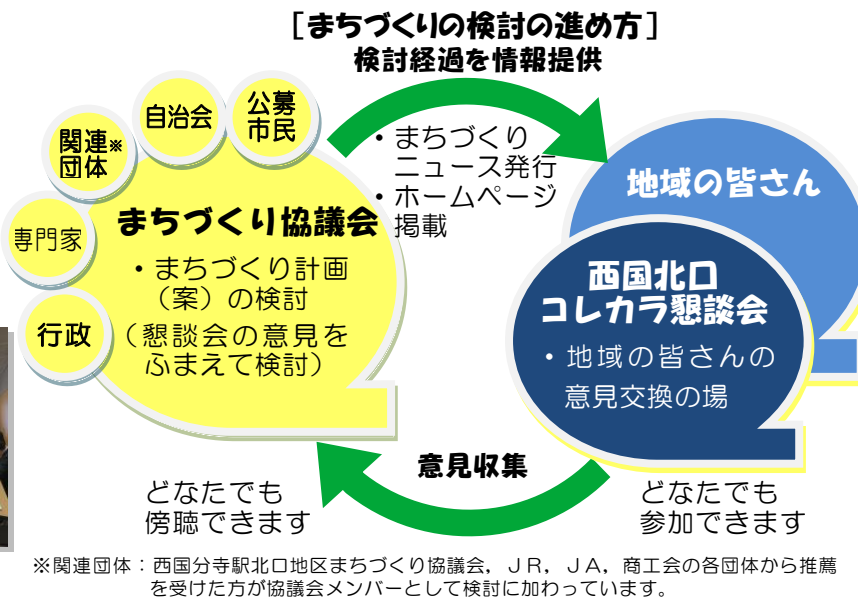 ［まちづくりの検討の進め方］
検討経過を情報提供
公募
市民
自治会
関連※
団体
専門家
行政
まちづくり協議会
・まちづくり計画
（案）の検討
（懇談会の意見を
ふまえて検討）
・まちづくり
ニュース発行
・ホームページ
掲載
地域の皆さん
西国北口
コレカラ懇談会
・地域の皆さんの
意見交換の場
意見収集
どなたでも
傍聴できます
どなたでも
参加できます
※関連団体：西国分寺駅北口地区まちづくり協議会，ＪＲ，ＪＡ，商工会の各団体から推薦
を受けた方が協議会メンバーとして検討に加わっています。